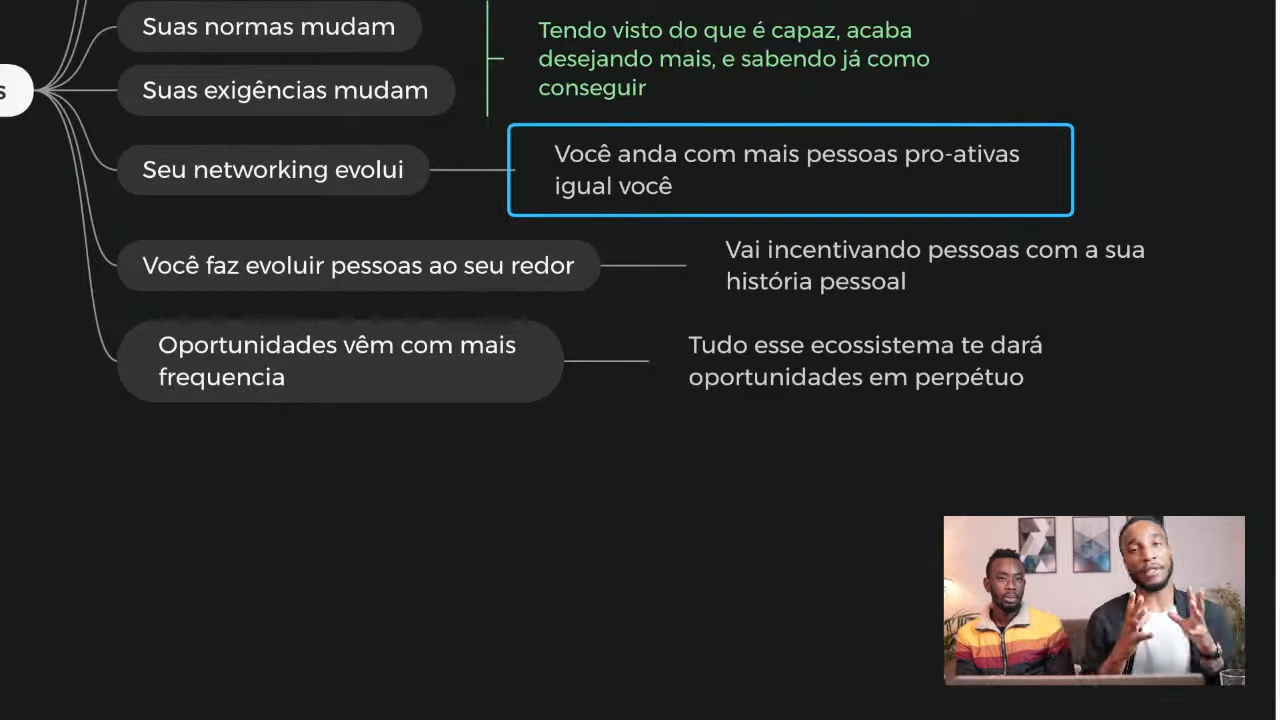 s
Suas normas mudam
Suas exigências mudam
Tendo visto do que é capaz, acaba
desejando mais, e sabendo já como
conseguir
Seu networking evolui
Você anda com mais pessoas pro-ativas
igual você
Você faz evoluir pessoas ao seu redor
Vai incentivando pessoas com a sua
história pessoal
Oportunidades vêm com mais
frequencia
Tudo esse ecossistema te dará
oportunidades em perpétuo